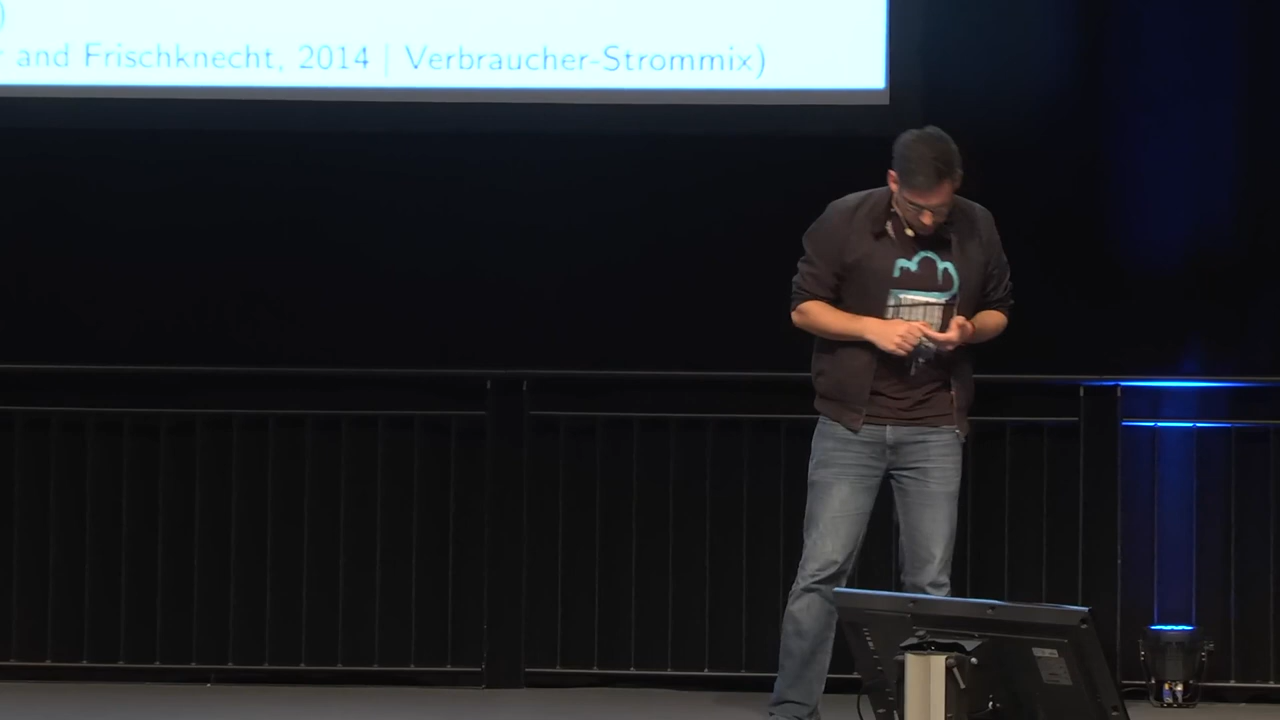 )
and Frischknecht, 2014 | Verbraucher-Strommix)